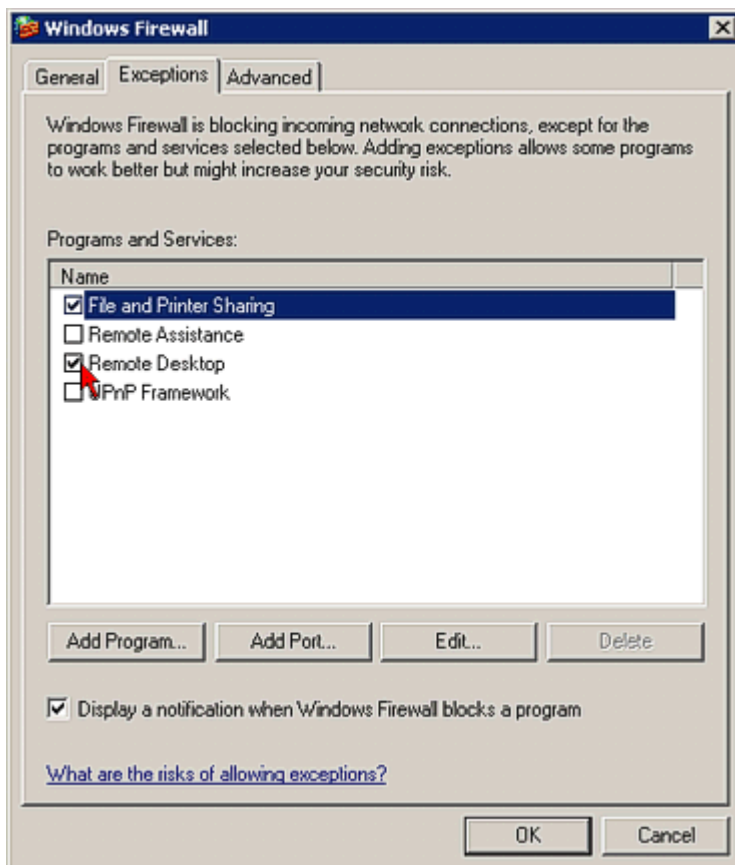 Windows Firewall
General Exceptions Advanced
Windows Firewall is blocking incoming network connections, except for the
programs and services selected below. Adding exceptions allows some programs
to work better but might increase your security risk.
Programs and Services:
Name
File and Printer Sharing
Remote Assistance
Remote Desktop
UPnP Framework
Add Program... Add Port... Edit... Delete
Display a notification when Windows Firewall blocks a program
What are the risks of allowing exceptions?
OK Cancel